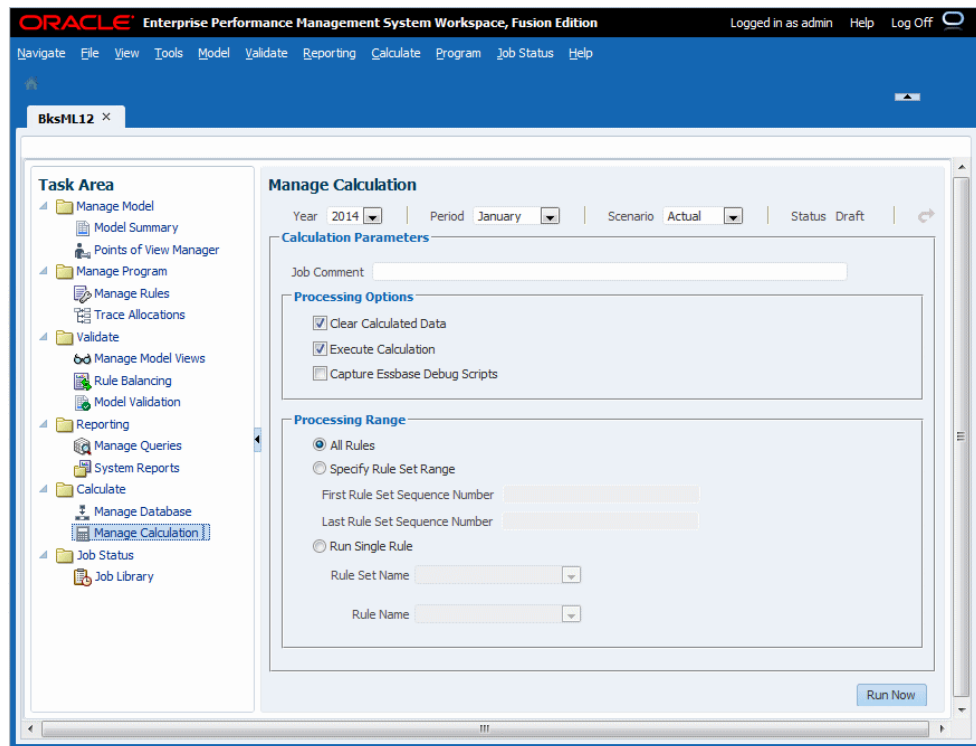 ORACLE Enterprise Performance Management System Workspace, Fusion Edition Logged in as admin Help Log Off
Navigate File View Tools Model Validate Reporting Calculate Program Job Status Help
BksML12 ×
Task Area
Manage Model
Model Summary
Points of View Manager
Manage Program
Manage Rules
Trace Allocations
Validate
Manage Model Views
Rule Balancing
Model Validation
Reporting
Manage Queries
System Reports
Calculate
Manage Database
Manage Calculation
Job Status
Job Library
Manage Calculation
Year 2014 Period January Scenario Actual Status Draft
Calculation Parameters
Job Comment
Processing Options
Clear Calculated Data
Execute Calculation
Capture Essbase Debug Scripts
Processing Range
All Rules
Specify Rule Set Range
First Rule Set Sequence Number
Last Rule Set Sequence Number
Run Single Rule
Rule Set Name
Rule Name
Run Now